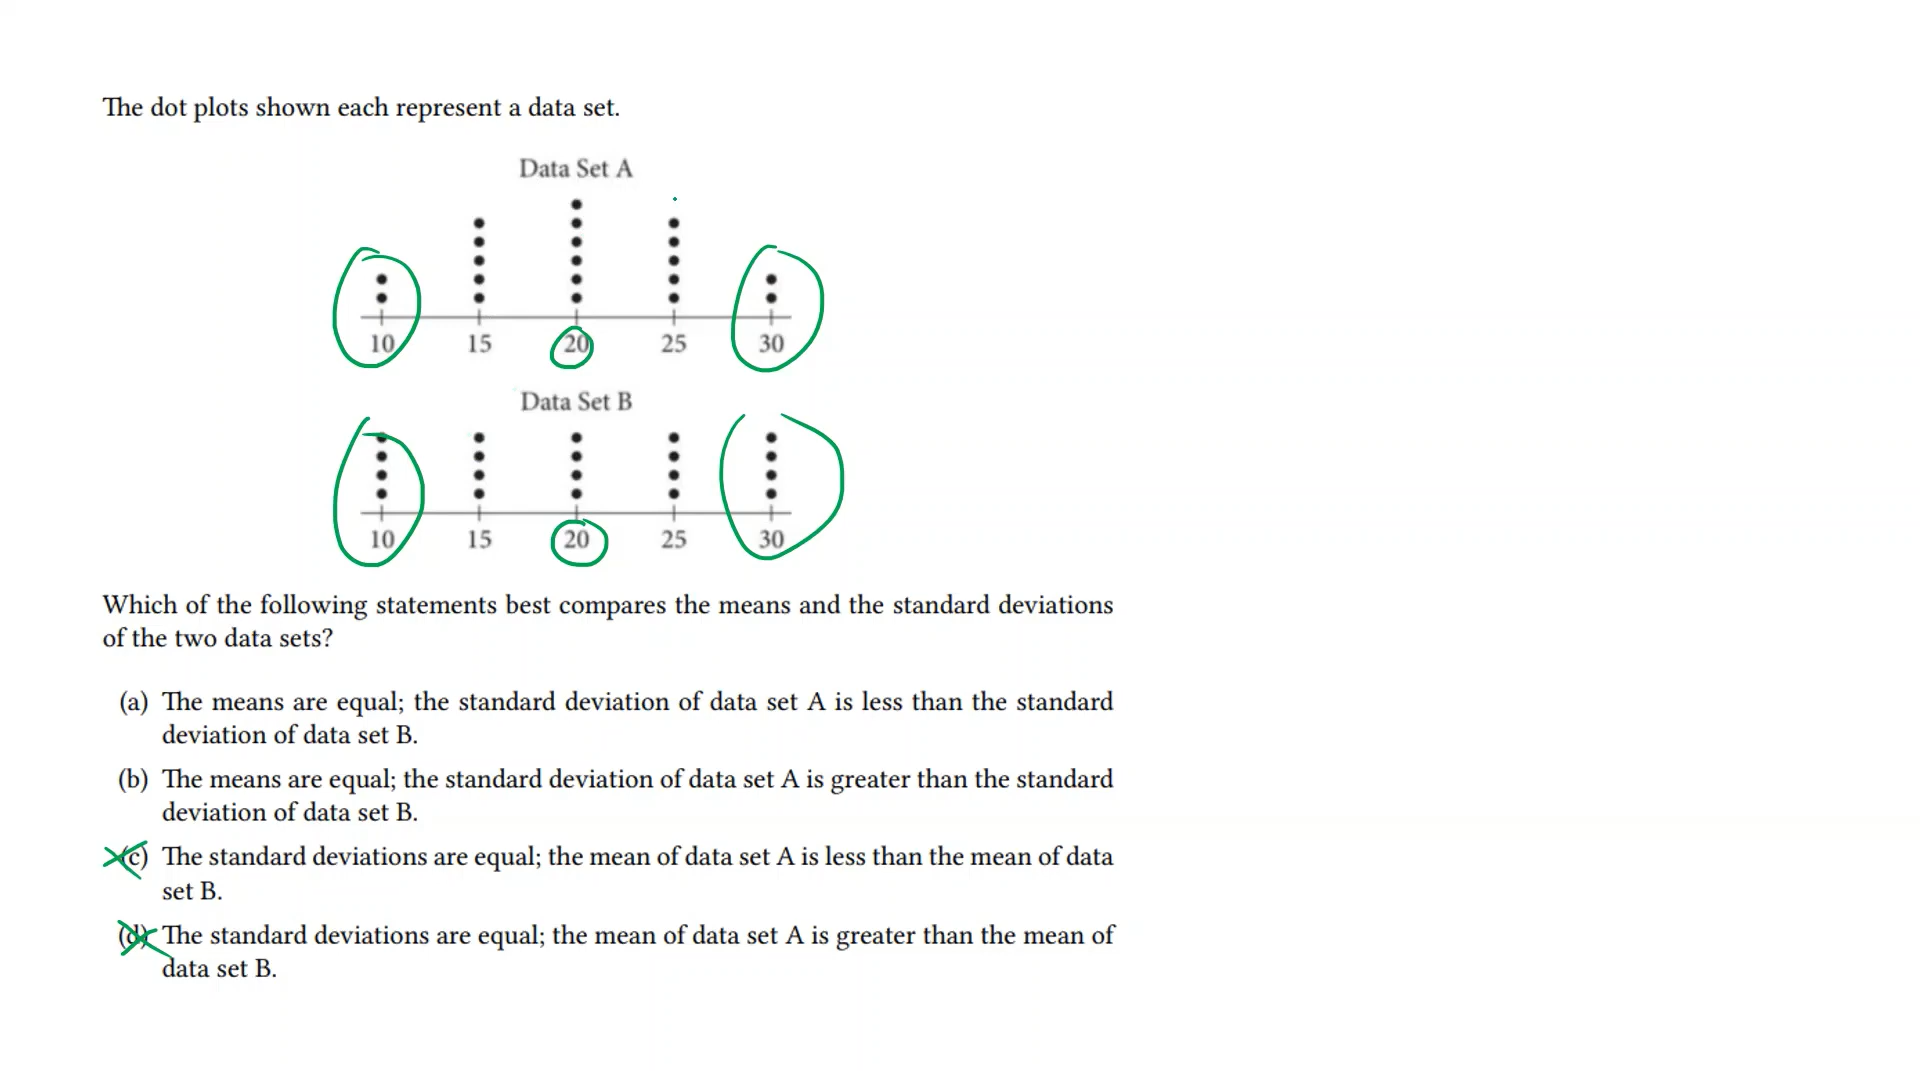 The dot plots shown each represent a data set.
Data Set A
10 15 20 25 30
Data Set B
10 15 20 25 30
Which of the following statements best compares the means and the standard deviations
of the two data sets?
(a) The means are equal; the standard deviation of data set A is less than the standard
deviation of data set B.
(b) The means are equal; the standard deviation of data set A is greater than the standard
deviation of data set B.
(c) The standard deviations are equal; the mean of data set A is less than the mean of data
set B.
(d) The standard deviations are equal; the mean of data set A is greater than the mean of
data set B.